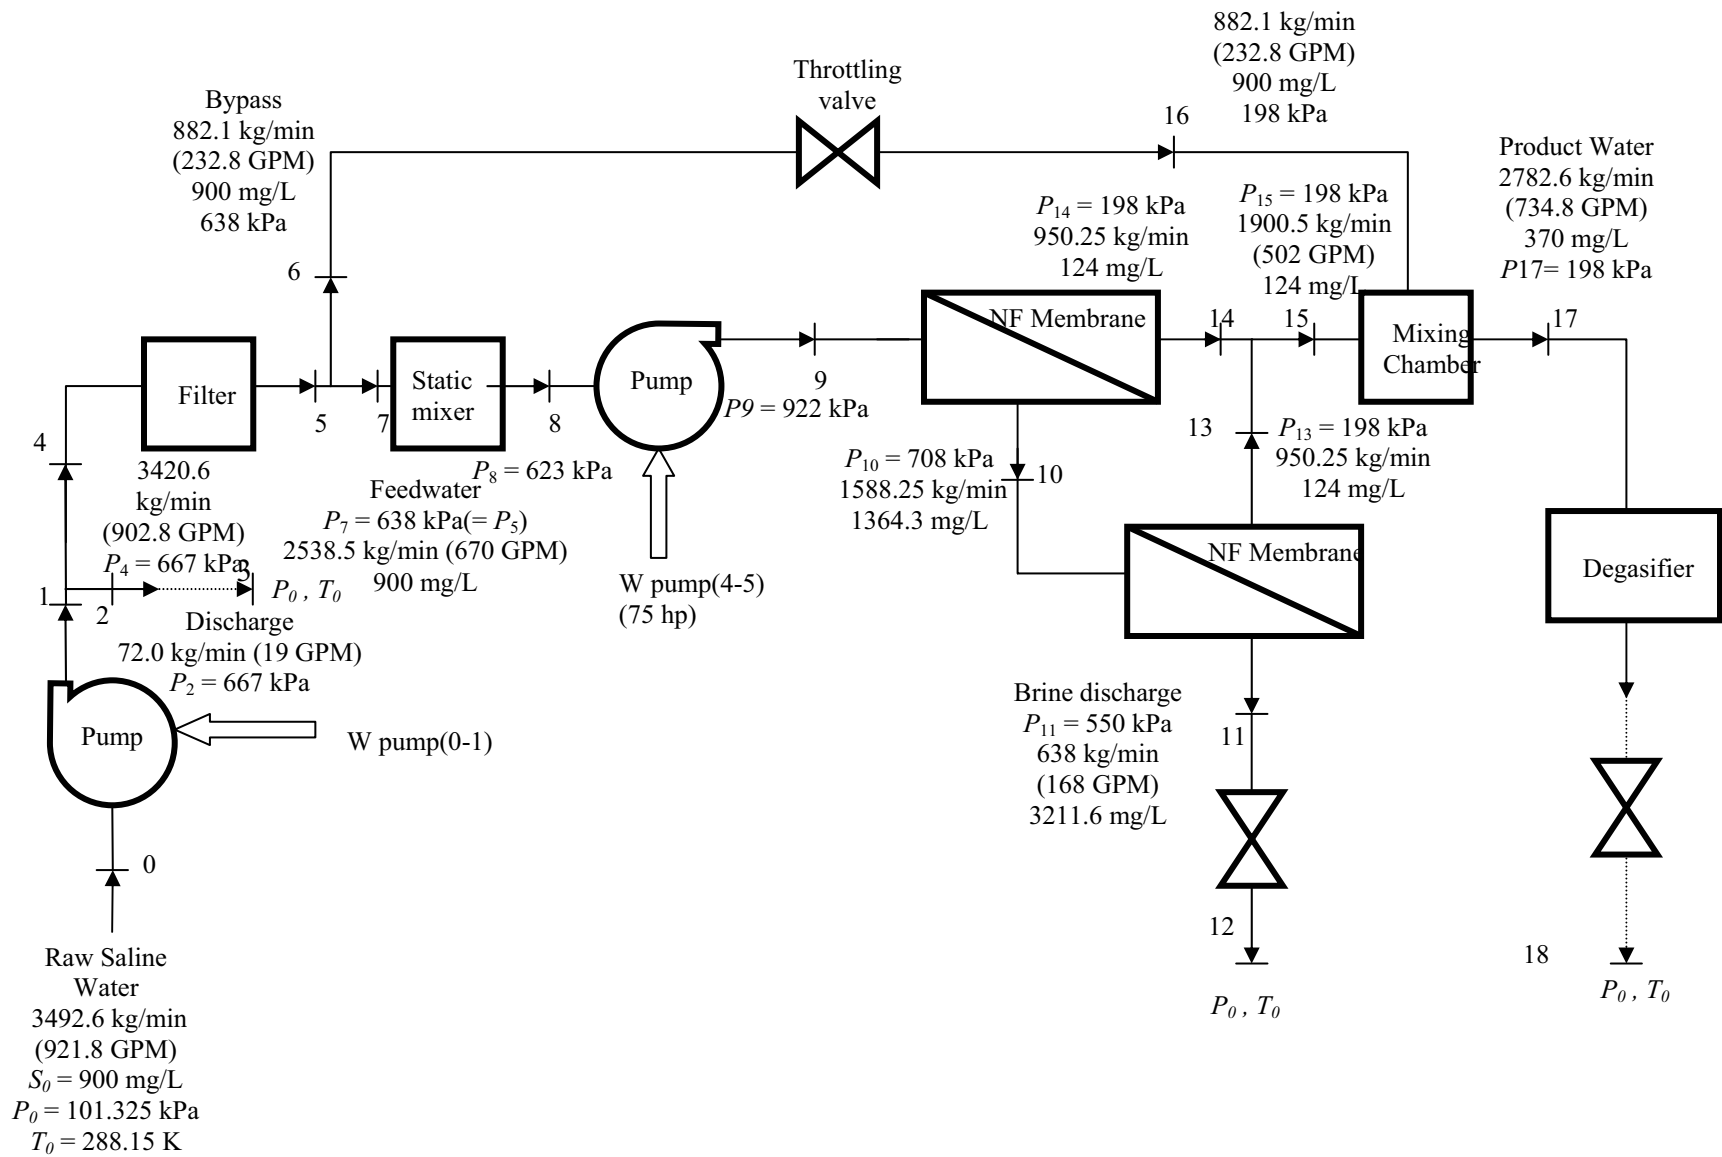 882.1 kg/min
(232.8 GPM)
900 mg/L
198 kPa
Throttling
valve
Bypass
882.1 kg/min
(232.8 GPM)
900 mg/L
638 kPa
16
Product Water
2782.6 kg/min
(734.8 GPM)
370 mg/L
P17= 198 kPa
P14 = 198 kPa
950.25 kg/min
124 mg/L
P15 = 198 kPa
1900.5 kg/min
(502 GPM)
124 mg/L
6
NF Membrane
14
15
17
Mixing
Chamber
Filter
5
7
Static
mixer
8
Pump
9
P9 = 922 kPa
4
13
P13 = 198 kPa
950.25 kg/min
124 mg/L
3420.6
kg/min
(902.8 GPM)
P4 = 667 kPa
P8 = 623 kPa
Feedwater
P7 = 638 kPa(= P5)
2538.5 kg/min (670 GPM)
900 mg/L
P10 = 708 kPa
1588.25 kg/min
1364.3 mg/L
10
NF Membrane
Degasifier
W pump(4-5)
(75 hp)
1
2
3
P0 , T0
Discharge
72.0 kg/min (19 GPM)
P2 = 667 kPa
Pump
W pump(0-1)
Brine discharge
P11 = 550 kPa
638 kg/min
(168 GPM)
3211.6 mg/L
11
0
12
P0 , T0
18
P0 , T0
Raw Saline
Water
3492.6 kg/min
(921.8 GPM)
S0 = 900 mg/L
P0 = 101.325 kPa
T0 = 288.15 K